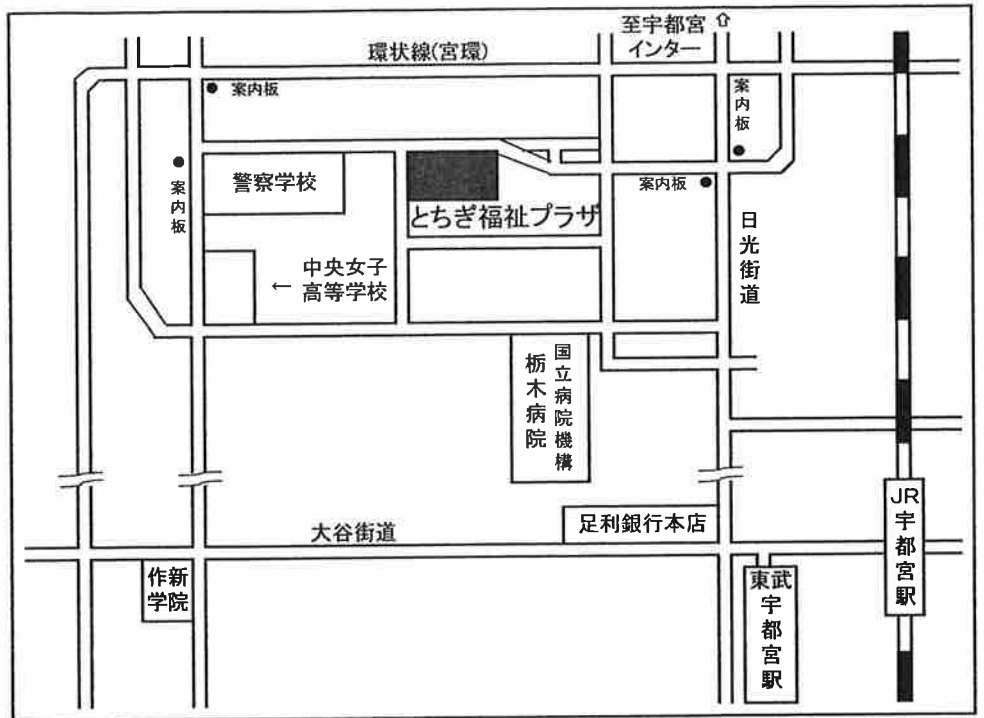 至宇都宮
インター
環状線(宮環)
案内板
案内板
案内板
案内板
警察学校
とちぎ福祉プラザ
日光街道
← 中央女子
高等学校
国立病院機構
栃木病院
足利銀行本店
大谷街道
JR宇都宮駅
作新
学院
東武
宇都宮駅